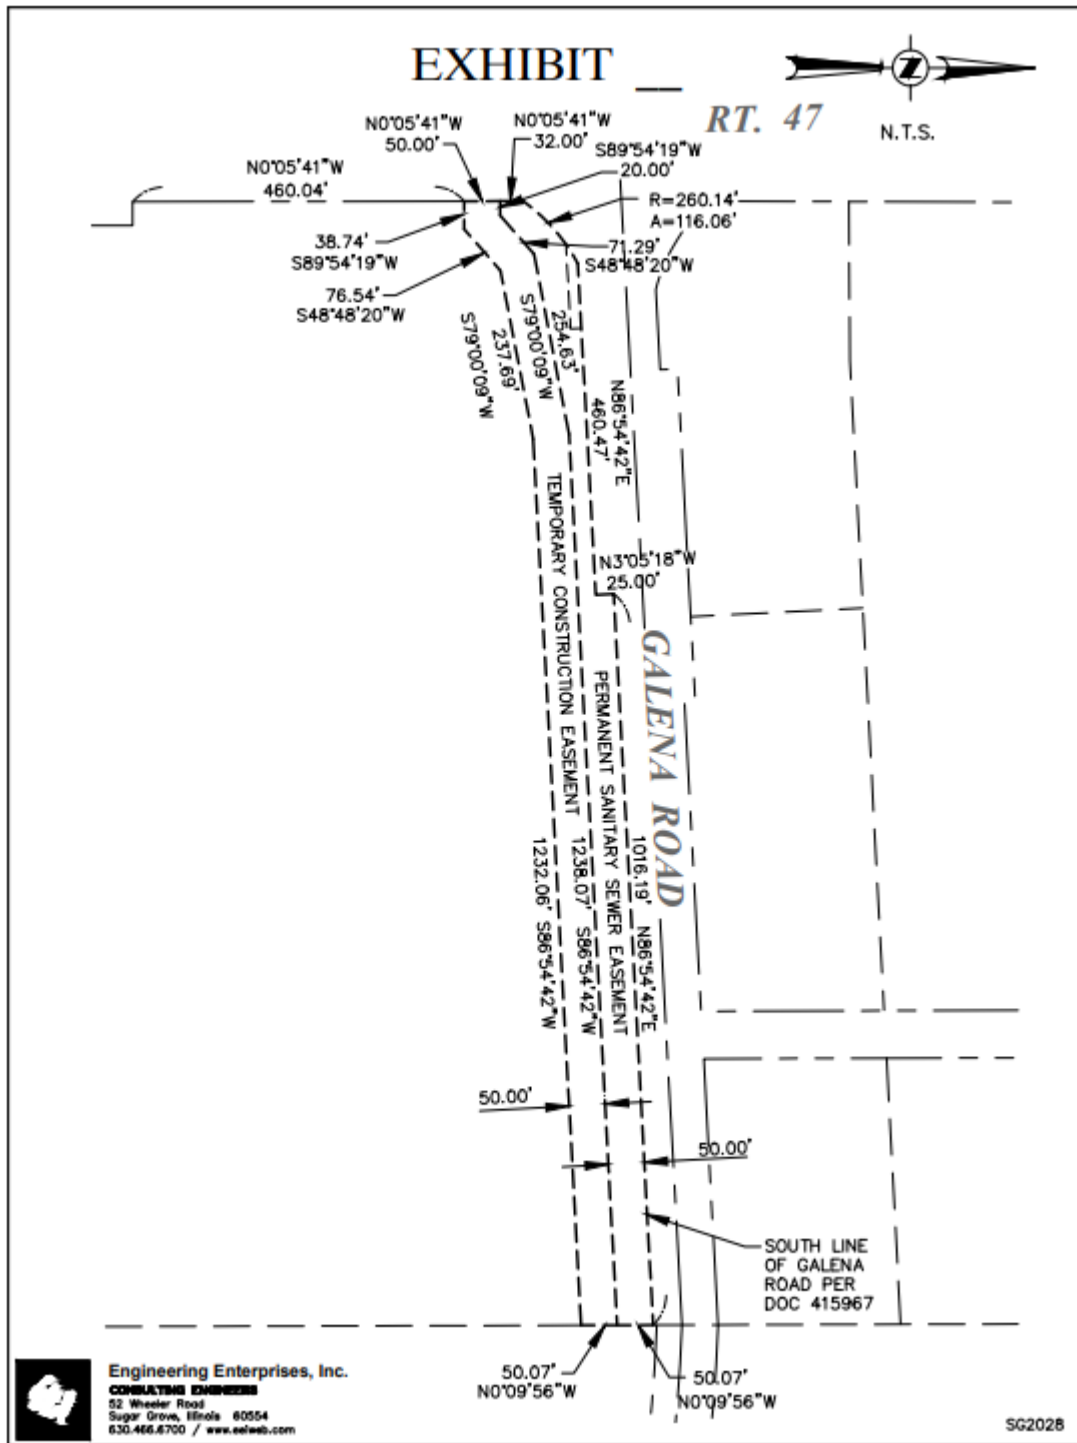 EXHIBIT __
RT. 47
N.T.S.
N0°05'41"W
50.00'
N0°05'41"W
32.00'
S89°54'19"W
20.00'
N0°05'41"W
460.04'
R=260.14'
A=116.06'
38.74'
S89°54'19"W
71.29'
S48°48'20"W
76.54'
S48°48'20"W
S79°00'09"W
237.69'
S79°00'09"W
254.63'
N86°54'42"E
460.47'
N3°05'18"W
25.00'
TEMPORARY CONSTRUCTION EASEMENT
PERMANENT SANITARY SEWER EASEMENT
GALENA ROAD
1232.06' S86°54'42"W
1238.07' S86°54'42"W
1016.19' N86°54'42"E
50.00'
50.00'
SOUTH LINE
OF GALENA
ROAD PER
DOC 415967
50.07'
N0°09'56"W
50.07'
N0°09'56"W
Engineering Enterprises, Inc.
CONSULTING ENGINEERS
52 Wheeler Road
Sugar Grove, Illinois 60554
630.466.6700 / www.eeiweb.com
SG2028